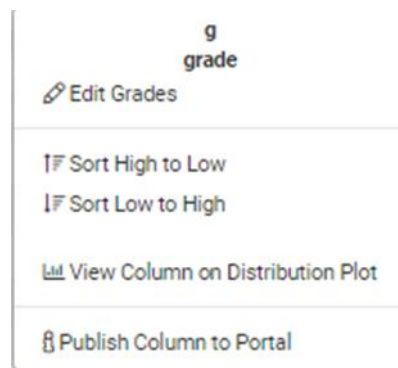 g
grade
Edit Grades
Sort High to Low
Sort Low to High
View Column on Distribution Plot
Publish Column to Portal